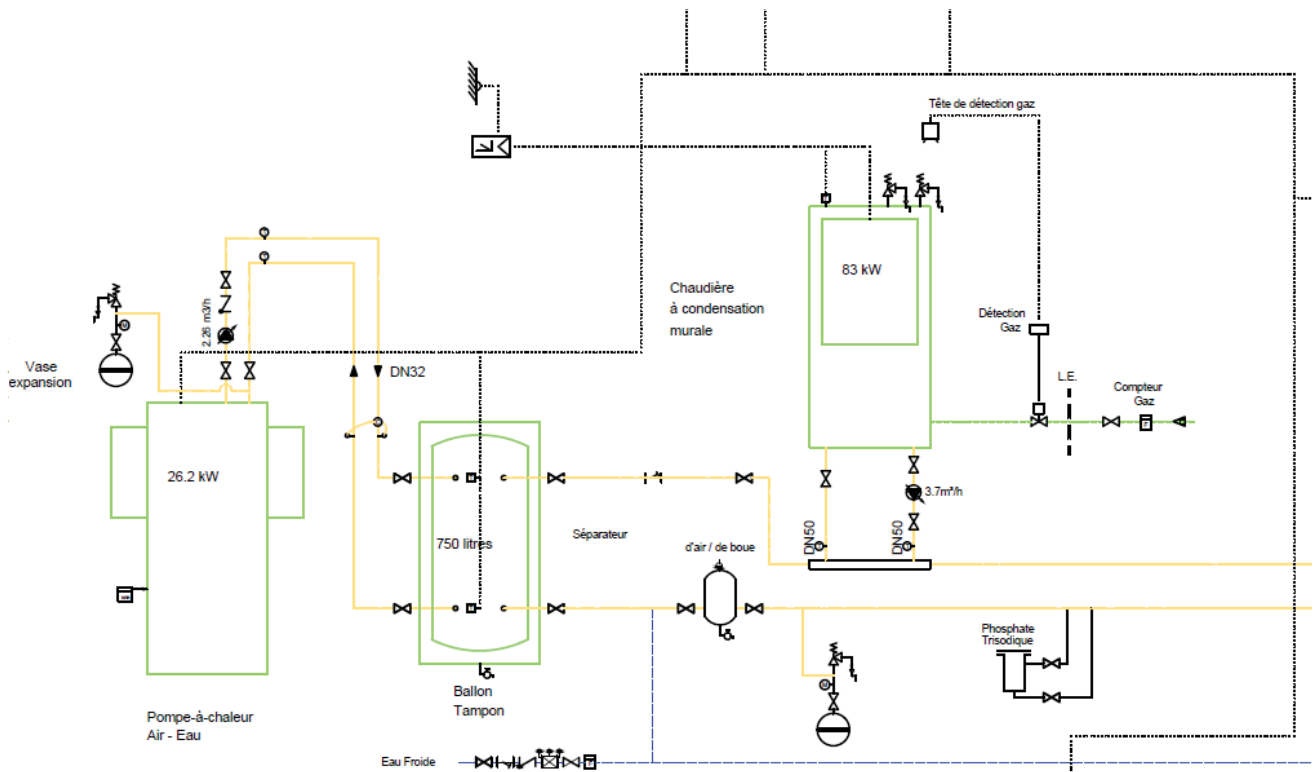 Tête de détection gaz
83 kW
Chaudière
à condensation
murale
2.26 m3/h
Détection
Gaz
Vase
expansion
DN32
L.E.
Compteur
Gaz
26.2 kW
3.7m³/h
750 litres
Séparateur
d'air / de boue
DN50
DN50
Phosphate
Trisodique
Ballon
Tampon
Pompe-à-chaleur
Air - Eau
Eau Froide